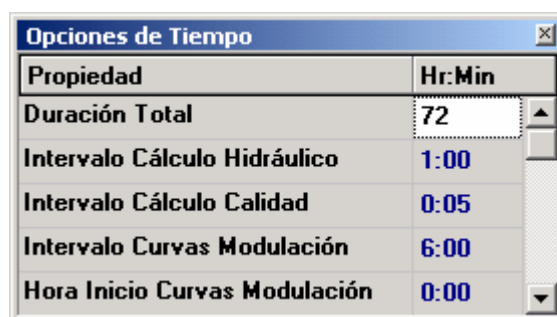 Opciones de Tiempo
Propiedad Hr:Min
Duración Total 72
Intervalo Cálculo Hidráulico 1:00
Intervalo Cálculo Calidad 0:05
Intervalo Curvas Modulación 6:00
Hora Inicio Curvas Modulación 0:00